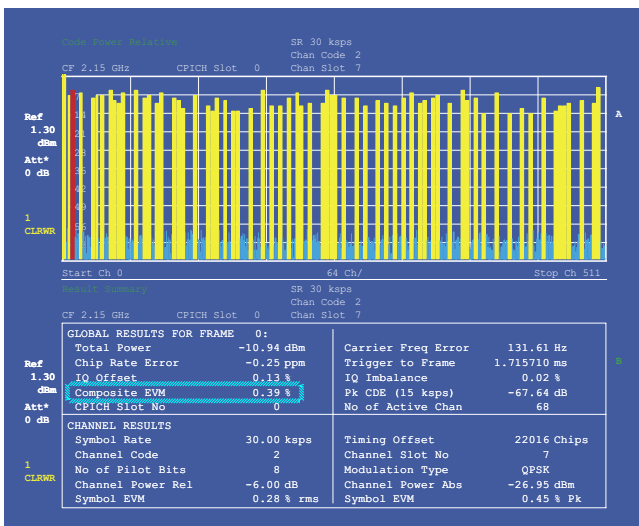 Code Power Relative SR 30 ksps
Chan Code 2
CF 2.15 GHz CPICH Slot 0 Chan Slot 7
7
14
21
28
35
42
49
56
Ref
1.30
dBm
Att*
0 dB
1
CLRWR
A
Start Ch 0 64 Ch/ Stop Ch 511
Result Summary SR 30 ksps
Chan Code 2
CF 2.15 GHz CPICH Slot 0 Chan Slot 7
GLOBAL RESULTS FOR FRAME 0:
Total Power -10.94 dBm Carrier Freq Error 131.61 Hz
Chip Rate Error -0.25 ppm Trigger to Frame 1.715710 ms
IQ Offset 0.13 % IQ Imbalance 0.02 %
Composite EVM 0.39 % Pk CDE (15 ksps) -67.64 dB
CPICH Slot No 0 No of Active Chan 68
CHANNEL RESULTS
Symbol Rate 30.00 ksps Timing Offset 22016 Chips
Channel Code 2 Channel Slot No 7
No of Pilot Bits 8 Modulation Type QPSK
Channel Power Rel -6.00 dB Channel Power Abs -26.95 dBm
Symbol EVM 0.28 % rms Symbol EVM 0.45 % Pk
Ref
1.30
dBm
Att*
0 dB
1
CLRWR
B